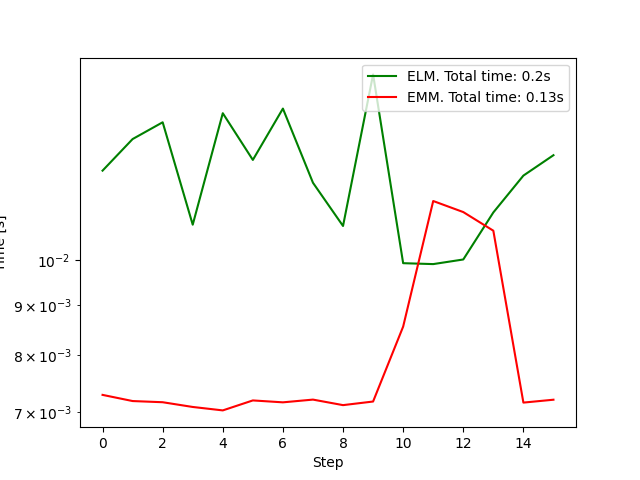 ELM. Total time: 0.2s
EMM. Total time: 0.13s
10⁻²
9 × 10⁻³
8 × 10⁻³
7 × 10⁻³
0 2 4 6 8 10 12 14
Step